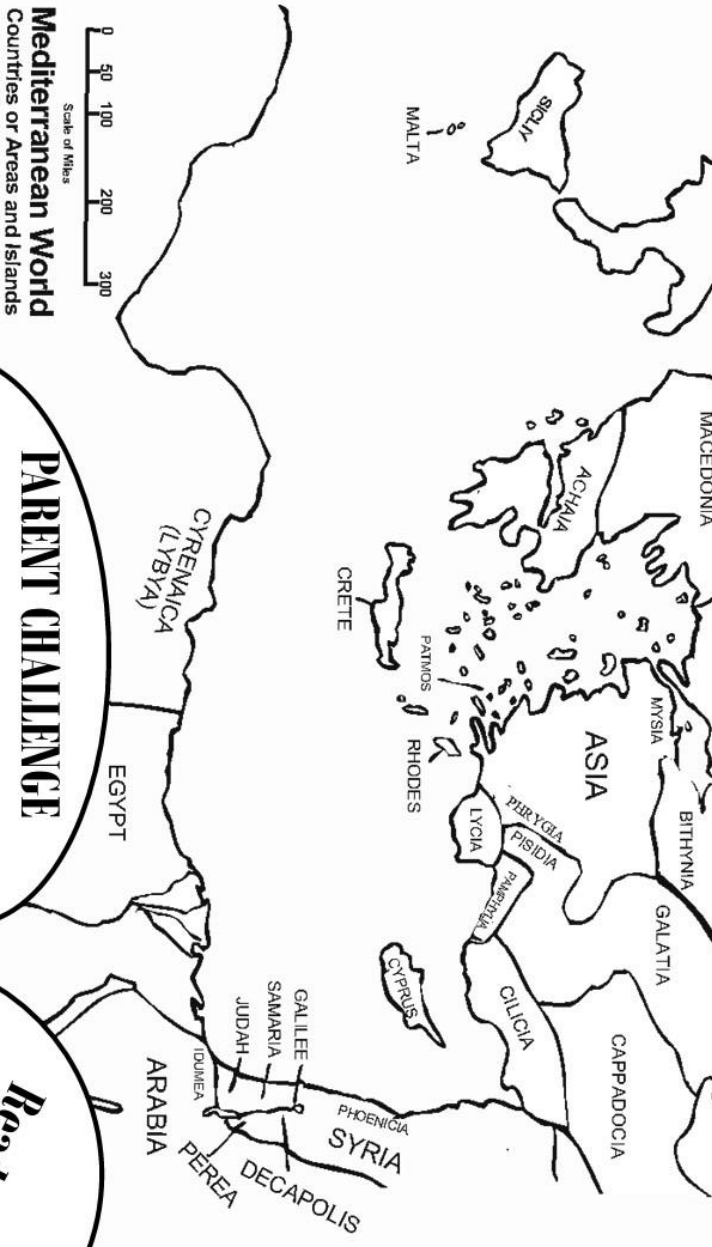 MACEDONIA
BITHYNIA
MYSIA
GALATIA
CAPPADOCIA
ASIA
ACHAIA
SICLIY
PHRYGIA
PISIDIA
PAMPHYLIA
CILICIA
LYCIA
MALTA
PATMOS
RHODES
CYPRUS
CRETE
PHOENICIA
SYRIA
GALILEE
SAMARIA
JUDAH
DECAPOLIS
PEREA
IDUMEA
CYRENAICA
(LYBYA)
ARABIA
EGYPT
0 50 100 200 300
Scale of Miles
Mediterranean World
Countries or Areas and Islands
PARENT CHALLENGE